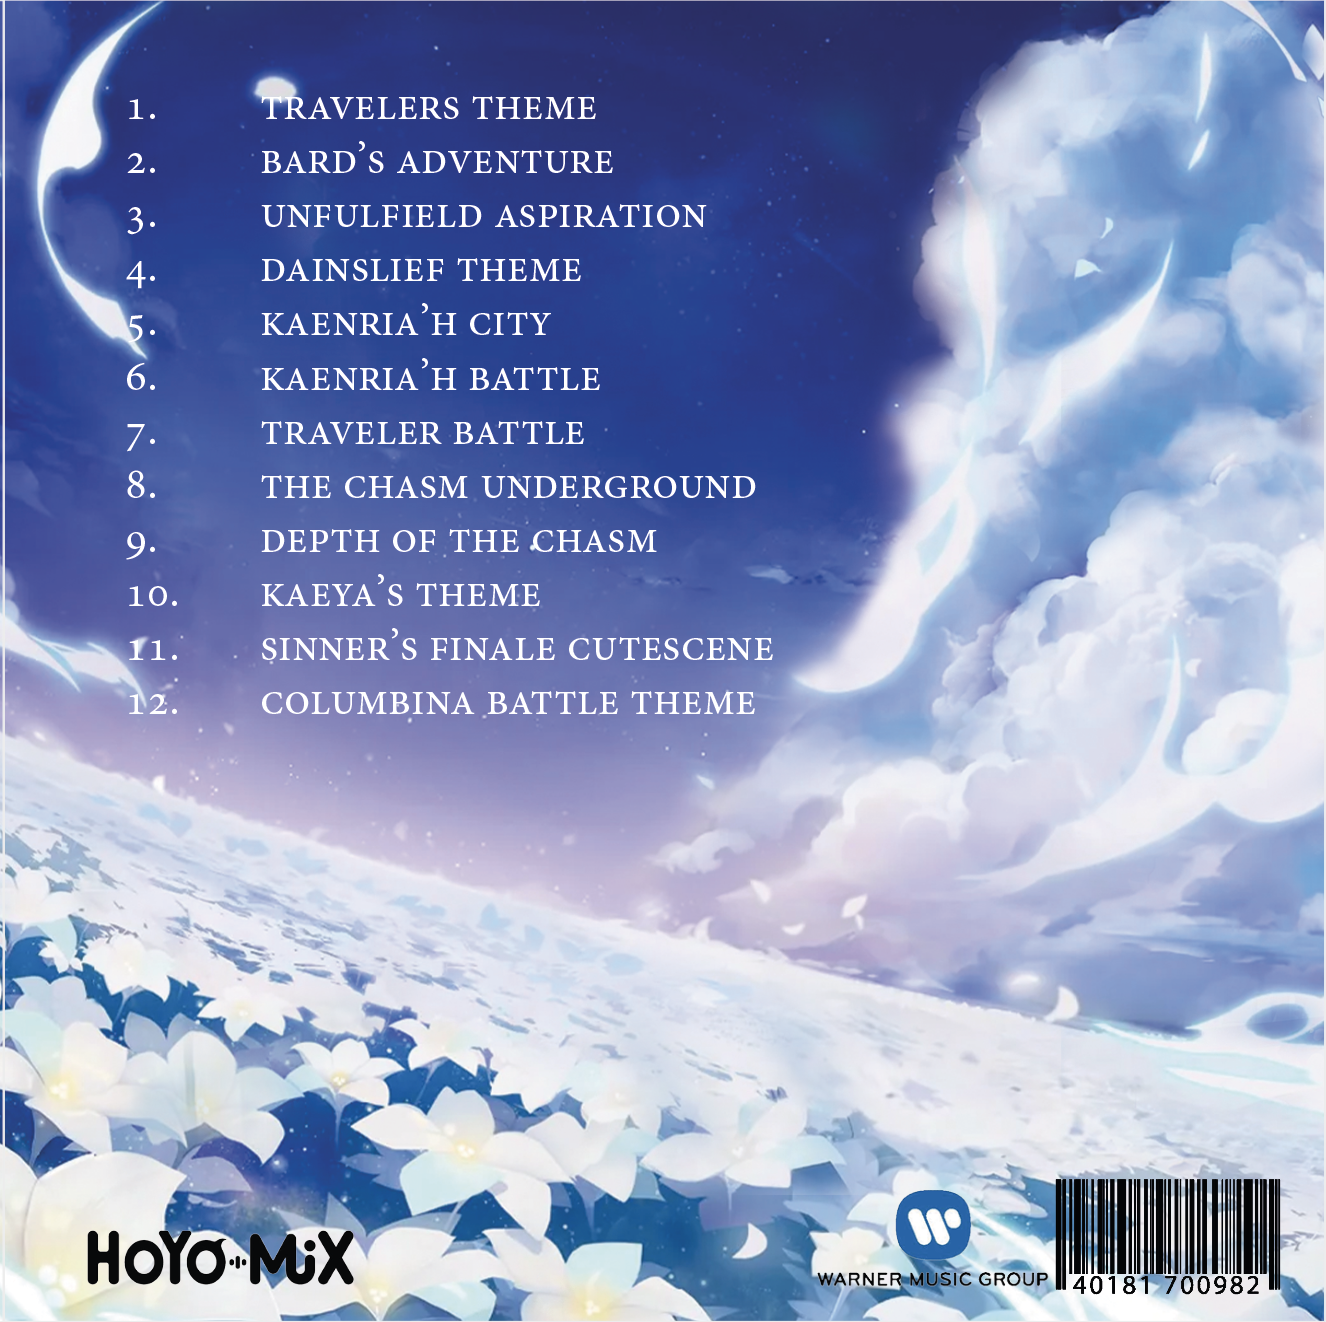 1. TRAVELERS THEME
2. BARD’S ADVENTURE
3. UNFULFIELD ASPIRATION
4. DAINSLIEF THEME
5. KAENRIA’H CITY
6. KAENRIA’H BATTLE
7. TRAVELER BATTLE
8. THE CHASM UNDERGROUND
9. DEPTH OF THE CHASM
10. KAEYA’S THEME
11. SINNER’S FINALE CUTESCENE
12. COLUMBINA BATTLE THEME
HOYO-MiX
WARNER MUSIC GROUP
40181 700982